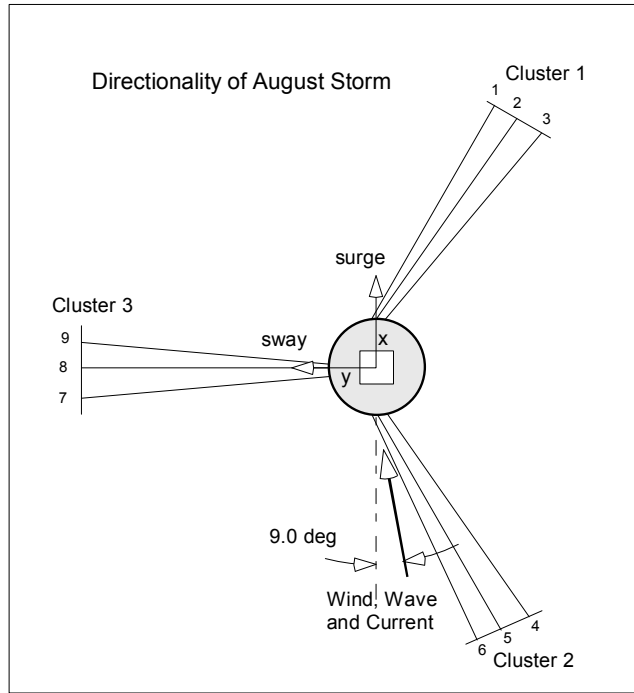 Directionality of August Storm
Cluster 1
1
2
3
surge
Cluster 3
sway
x
y
9
8
7
9.0 deg
Wind, Wave
and Current
4
5
6
Cluster 2